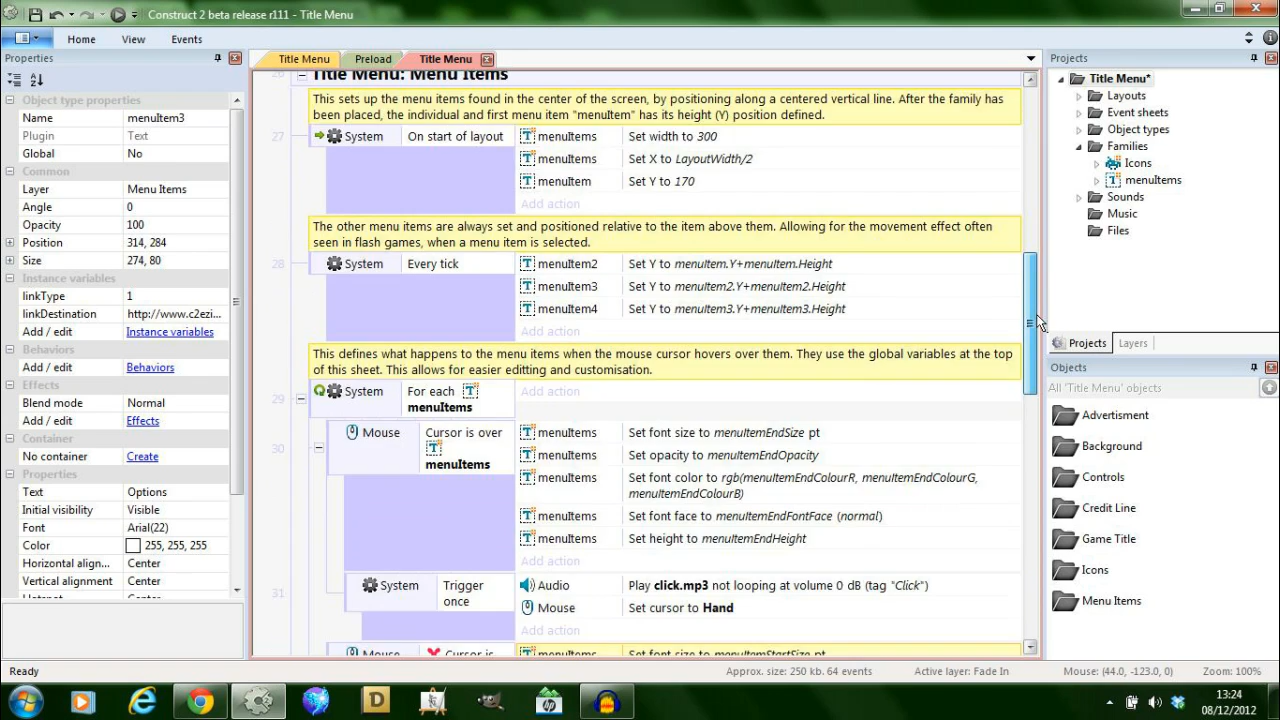 Construct 2 beta release r111 - Title Menu
Home View Events
Properties
Object type properties
Name menuItem3
Plugin Text
Global No
Common
Layer Menu Items
Angle 0
Opacity 100
Position 314, 284
Size 274, 80
Instance variables
linkType 1
linkDestination http://www.c2ezi...
Add / edit Instance variables
Behaviors
Add / edit Behaviors
Effects
Blend mode Normal
Add / edit Effects
Container
No container Create
Properties
Text Options
Initial visibility Visible
Font Arial(22)
Color 255, 255, 255
Horizontal align... Center
Vertical alignment Center
Hotspot
Title Menu Preload Title Menu
26 Title Menu: Menu Items
This sets up the menu items found in the center of the screen, by positioning along a centered vertical line. After the family has
been placed, the individual and first menu item "menuItem" has its height (Y) position defined.
27 System On start of layout menuItems Set width to 300
menuItems Set X to LayoutWidth/2
menuItem Set Y to 170
Add action
The other menu items are always set and positioned relative to the item above them. Allowing for the movement effect often
seen in flash games, when a menu item is selected.
28 System Every tick menuItem2 Set Y to menuItem.Y+menuItem.Height
menuItem3 Set Y to menuItem2.Y+menuItem2.Height
menuItem4 Set Y to menuItem3.Y+menuItem3.Height
Add action
This defines what happens to the menu items when the mouse cursor hovers over them. They use the global variables at the top
of this sheet. This allows for easier editting and customisation.
29 System For each menuItems Add action
30 Mouse Cursor is over menuItems menuItems Set font size to menuItemEndSize pt
menuItems Set opacity to menuItemEndOpacity
menuItems Set font color to rgb(menuItemEndColourR, menuItemEndColourG,
menuItemEndColourB)
menuItems Set font face to menuItemEndFontFace (normal)
menuItems Set height to menuItemEndHeight
Add action
31 System Trigger once Audio Play click.mp3 not looping at volume 0 dB (tag "Click")
Mouse Set cursor to Hand
Add action
Mouse Cursor is menuItems Set font size to menuItemStartSize pt
Projects
Title Menu*
Layouts
Event sheets
Object types
Families
Icons
menuItems
Sounds
Music
Files
Projects Layers
Objects
All 'Title Menu' objects
Advertisment
Background
Controls
Credit Line
Game Title
Icons
Menu Items
Ready Approx. size: 250 kb. 64 events Active layer: Fade In Mouse: (44.0, -123.0, 0) Zoom: 100%
13:24
08/12/2012